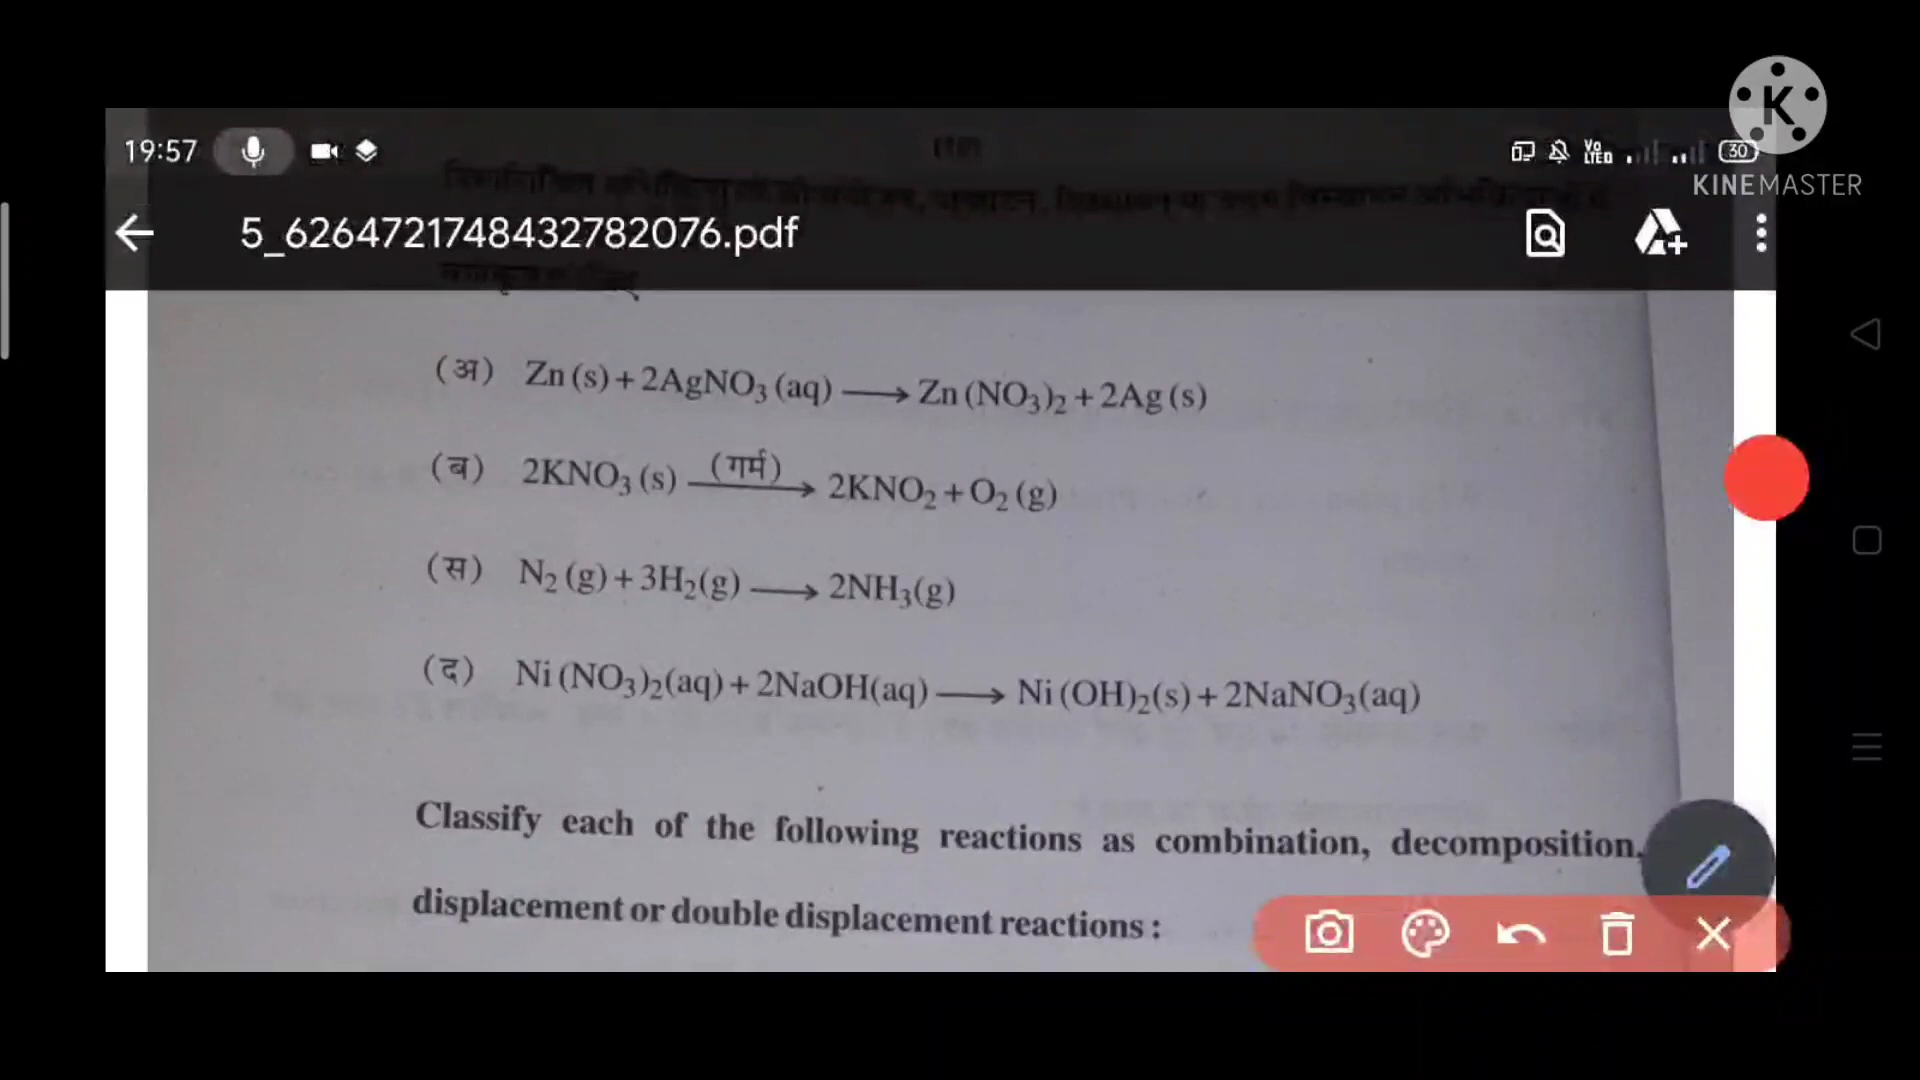 19:57
VoLTE
30
KINEMASTER
5_6264721748432782076.pdf
(अ) Zn (s) + 2AgNO₃ (aq) ⟶ Zn (NO₃)₂ + 2Ag (s)
(ब) 2KNO₃ (s) —(गर्म)→ 2KNO₂ + O₂ (g)
(स) N₂ (g) + 3H₂(g) ⟶ 2NH₃(g)
(द) Ni (NO₃)₂(aq) + 2NaOH(aq) ⟶ Ni (OH)₂(s) + 2NaNO₃(aq)
Classify each of the following reactions as combination, decomposition,
displacement or double displacement reactions :